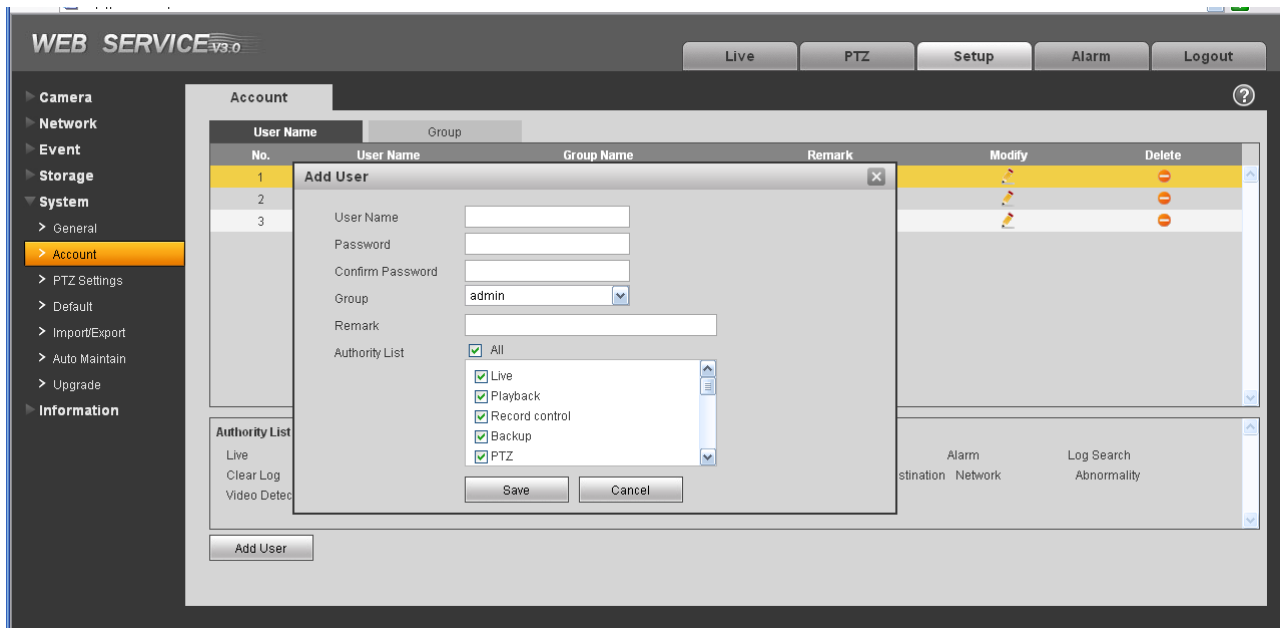 WEB SERVICE V3.0
Live PTZ Setup Alarm Logout
Camera
Network
Event
Storage
System
General
Account
PTZ Settings
Default
Import/Export
Auto Maintain
Upgrade
Information
Account
?
User Name Group
No. User Name Group Name Remark Modify Delete
1
2
3
Add User
User Name
Password
Confirm Password
Group admin
Remark
Authority List All
Live
Playback
Record control
Backup
PTZ
Save Cancel
Authority List
Live Alarm Log Search
Clear Log stination Network Abnormality
Video Detec
Add User